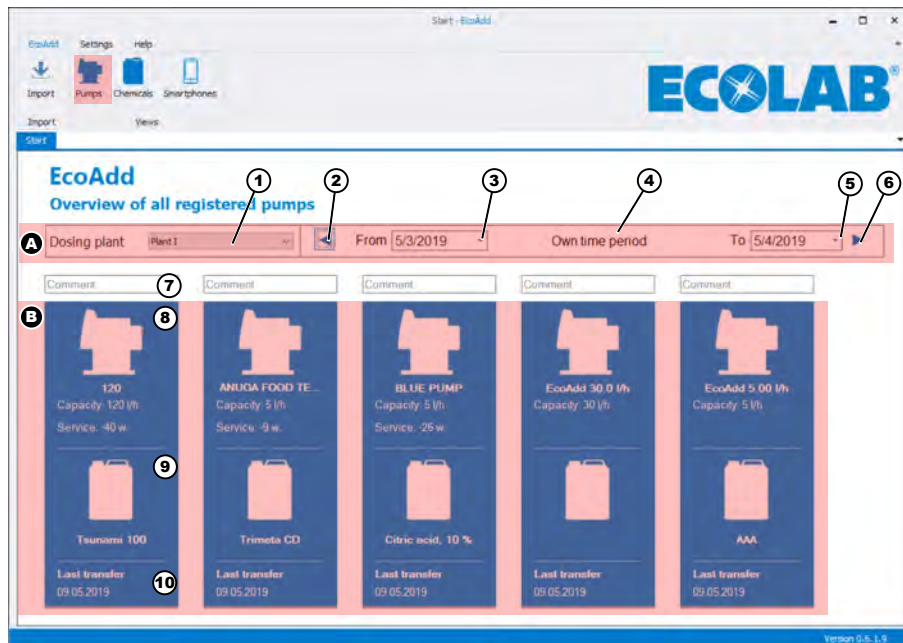 Start - EcoAdd
EcoAdd Settings Help
Import Pumps Chemicals Smartphones
Import Views
ECOLAB®
Start
EcoAdd
Overview of all registered pumps
1 2 3 4 5 6
A Dosing plant Plant I From 5/3/2019 Own time period To 5/4/2019
Comment 7 Comment Comment Comment Comment
B 8
120 ANUGA FOOD TE... BLUE PUMP EcoAdd 30.0 l/h EcoAdd 5.00 l/h
Capacity: 120 l/h Capacity: 5 l/h Capacity: 5 l/h Capacity: 30 l/h Capacity: 5 l/h
Service: -40 w. Service: -9 w. Service: -26 w.
9
Tsunami 100 Trimeta CD Citric acid, 10 % AAA
Last transfer Last transfer Last transfer Last transfer Last transfer
10
09.05.2019 09.05.2019 09.05.2019 09.05.2019 09.05.2019
Version 0.6.1.9